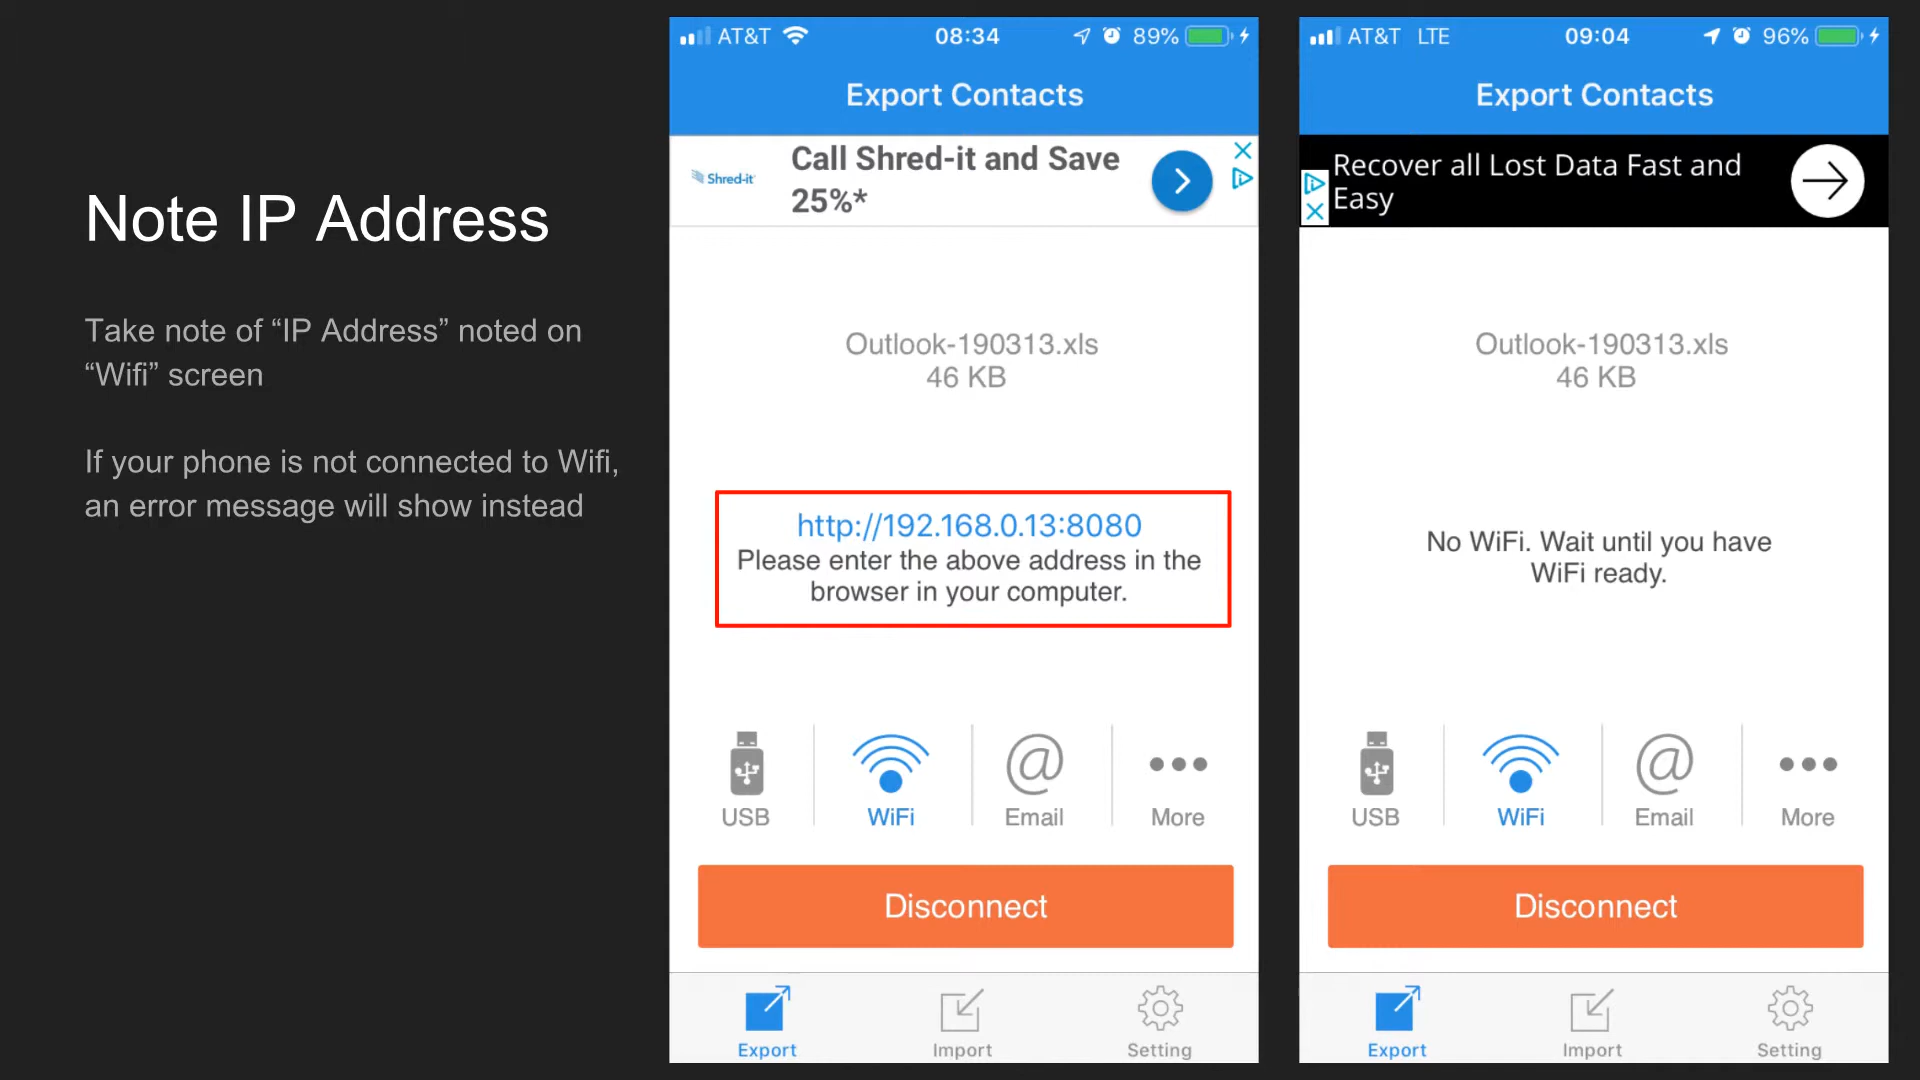 Note IP Address
Take note of “IP Address” noted on
“Wifi” screen
If your phone is not connected to Wifi,
an error message will show instead
AT&T 08:34 89%
Export Contacts
Shred-it
Call Shred-it and Save
25%*
Outlook-190313.xls
46 KB
http://192.168.0.13:8080
Please enter the above address in the
browser in your computer.
USB WiFi Email More
Disconnect
Export Import Setting
AT&T LTE 09:04 96%
Export Contacts
Recover all Lost Data Fast and
Easy
Outlook-190313.xls
46 KB
No WiFi. Wait until you have
WiFi ready.
USB WiFi Email More
Disconnect
Export Import Setting